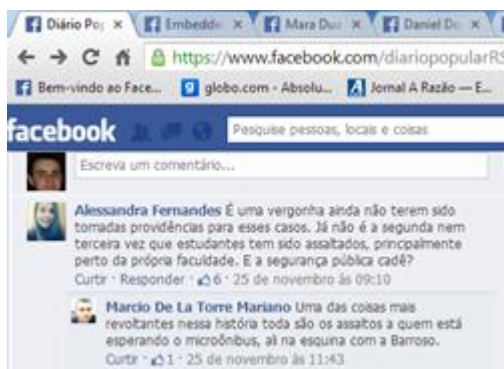 Diário Po
Embedde
Mara Du
Daniel D
https://www.facebook.com/diariopopularRS
Bem-vindo ao Face...
globo.com - Absolu...
Jornal A Razão — E...
facebook
Pesquise pessoas, locais e coisas
Escreva um comentário...
Alessandra Fernandes É uma vergonha ainda não terem sido
tomadas providências para esses casos. Já não é a segunda nem
terceira vez que estudantes tem sido assaltados, principalmente
perto da própria faculdade. E a segurança pública cadê?
Curtir · Responder · 6 · 25 de novembro às 09:10
Marcio De La Torre Mariano Uma das coisas mais
revoltantes nessa história toda são os assaltos a quem está
esperando o microônibus, ali na esquina com a Barroso.
Curtir · 1 · 25 de novembro às 11:43